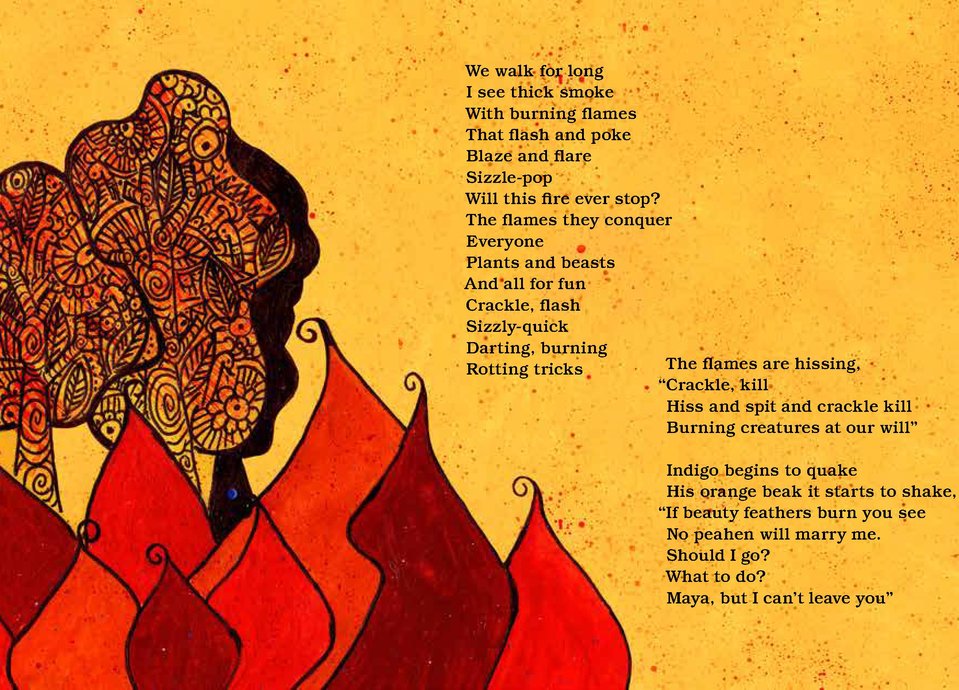 We walk for long
I see thick smoke
With burning flames
That flash and poke
Blaze and flare
Sizzle-pop
Will this fire ever stop?
The flames they conquer
Everyone
Plants and beasts
And all for fun
Crackle, flash
Sizzly-quick
Darting, burning
Rotting tricks
The flames are hissing,
“Crackle, kill
Hiss and spit and crackle kill
Burning creatures at our will”
Indigo begins to quake
His orange beak it starts to shake,
“If beauty feathers burn you see
No peahen will marry me.
Should I go?
What to do?
Maya, but I can’t leave you”